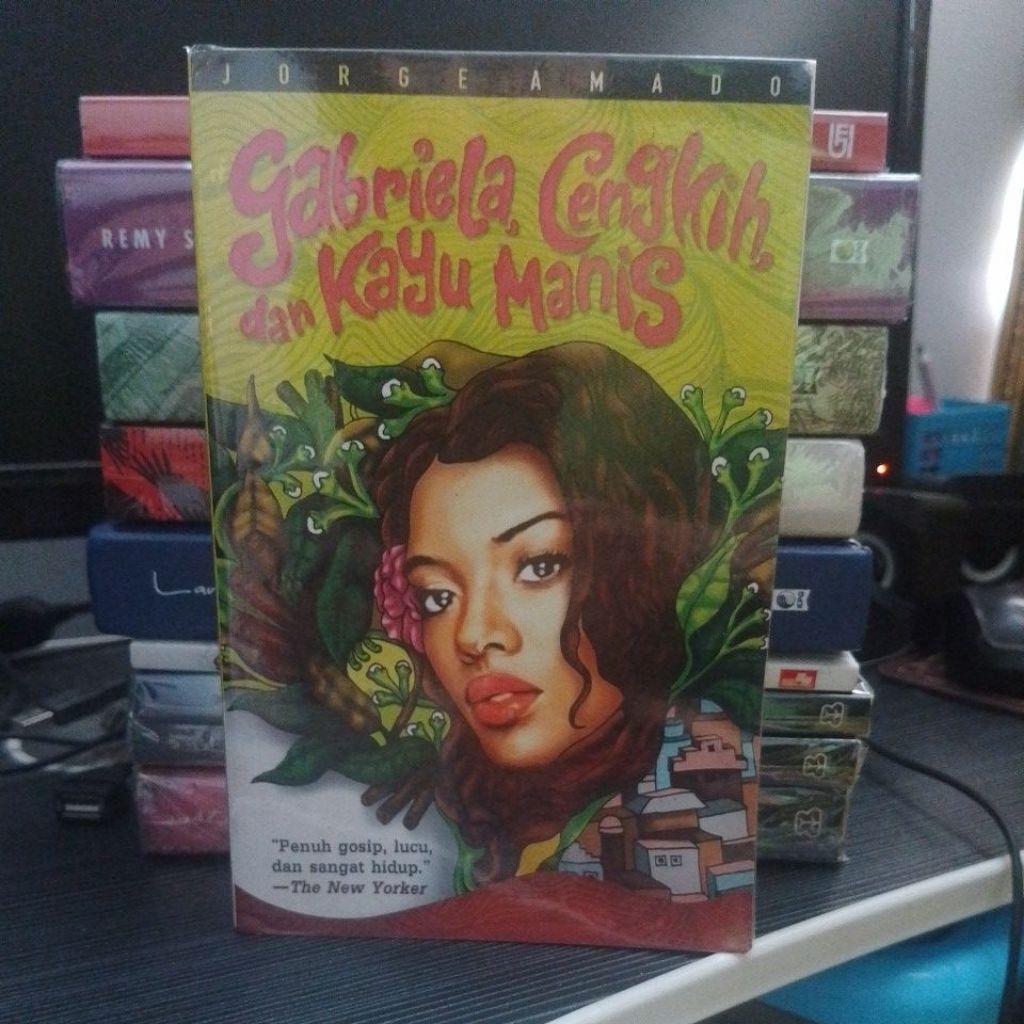 JORGE AMADO
Gabriela, Cengkih,
dan Kayu Manis
"Penuh gosip, lucu,
dan sangat hidup."
—The New Yorker
REMY S